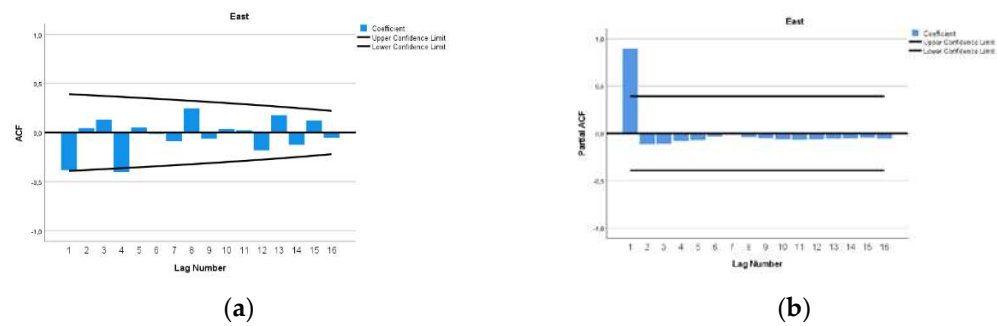 East
Coefficient
Upper Confidence Limit
Lower Confidence Limit
1,0
0,5
0,0
-0,5
-1,0
ACF
1 2 3 4 5 6 7 8 9 10 11 12 13 14 15 16
Lag Number
(a)
East
Coefficient
Upper Confidence Limit
Lower Confidence Limit
1,0
0,5
0,0
-0,5
-1,0
Partial ACF
1 2 3 4 5 6 7 8 9 10 11 12 13 14 15 16
Lag Number
(b)